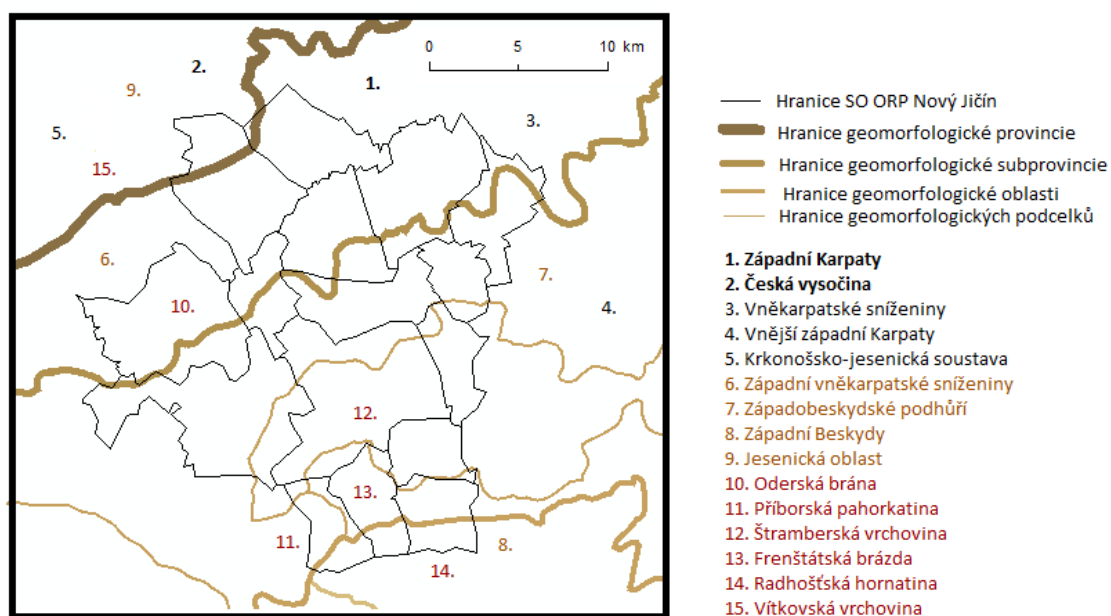 2.
0 5 10 km
1.
9.
5.
3.
15.
6.
7.
10.
4.
12.
13.
11.
8.
14.
Hranice SO ORP Nový Jičín
Hranice geomorfologické provincie
Hranice geomorfologické subprovincie
Hranice geomorfologické oblasti
Hranice geomorfologických podcelků
1. Západní Karpaty
2. Česká vysočina
3. Vněkarpatské sníženiny
4. Vnější západní Karpaty
5. Krkonošsko-jesenická soustava
6. Západní vněkarpatské sníženiny
7. Západobeskydské podhůří
8. Západní Beskydy
9. Jesenická oblast
10. Oderská brána
11. Příborská pahorkatina
12. Štramberská vrchovina
13. Frenštátská brázda
14. Radhošťská hornatina
15. Vítkovská vrchovina